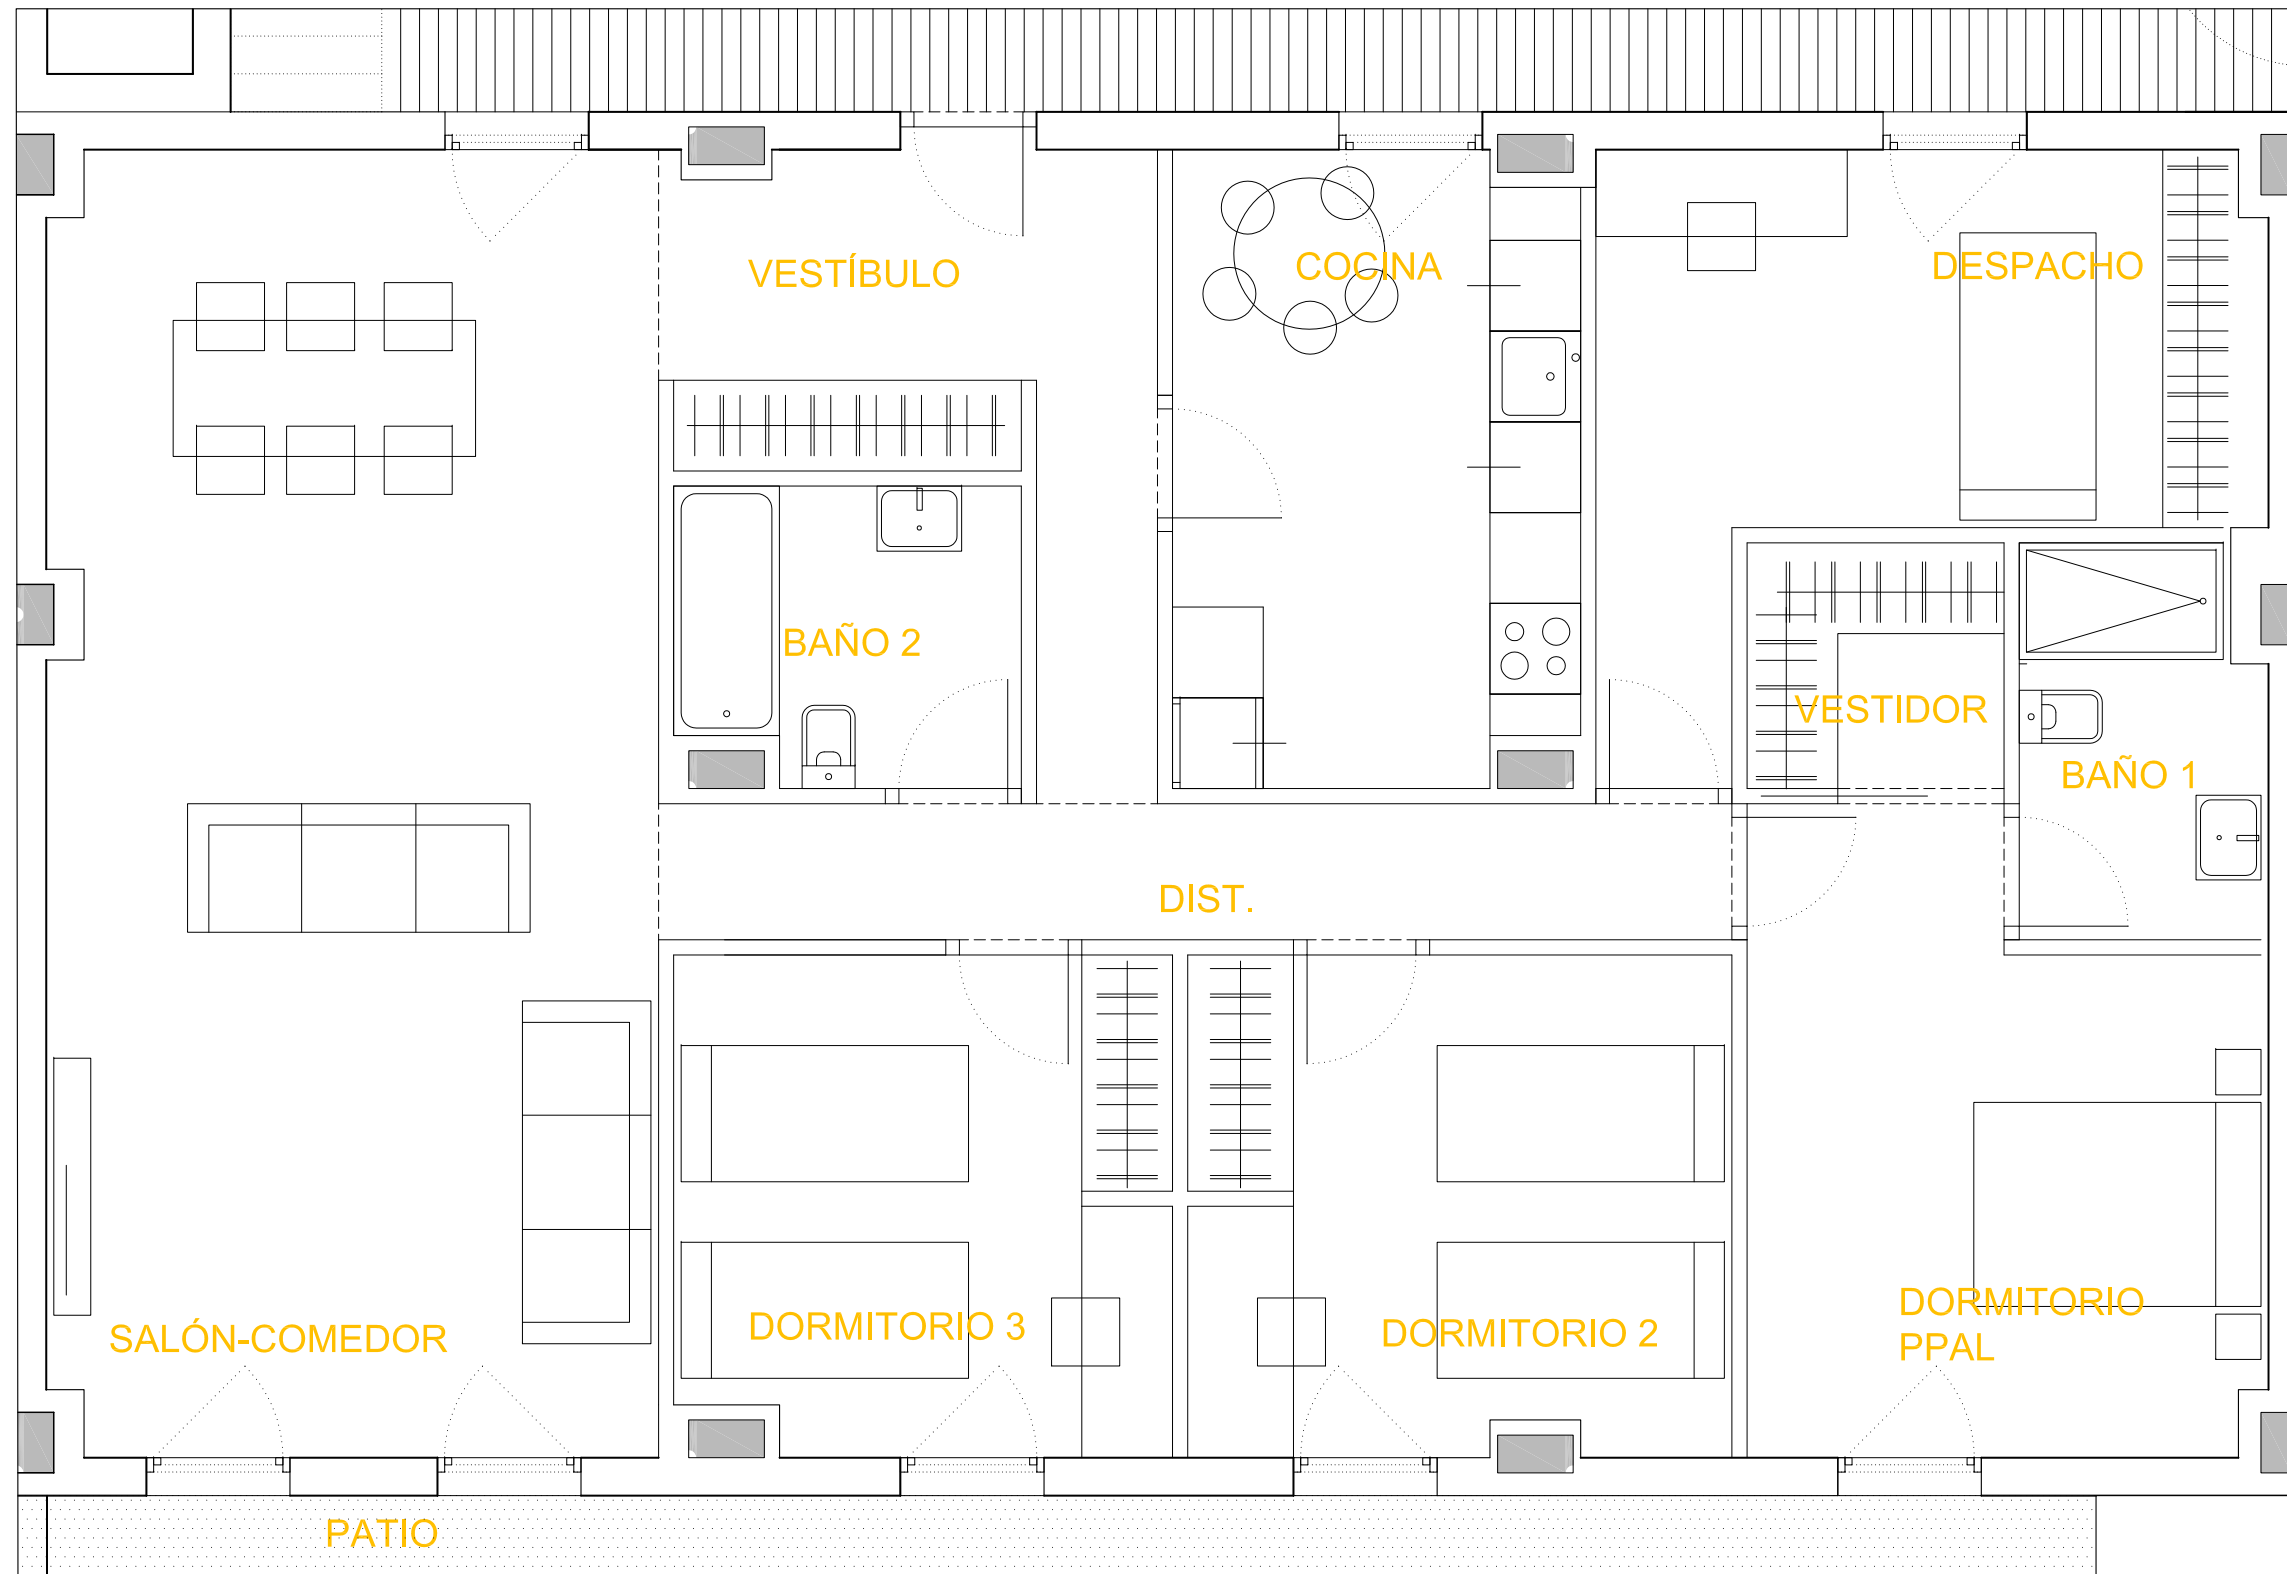 VESTÍBULO
COCINA
DESPACHO
BAÑO 2
VESTIDOR
BAÑO 1
DIST.
SALÓN-COMEDOR
DORMITORIO 3
DORMITORIO 2
DORMITORIO
PPAL
PATIO